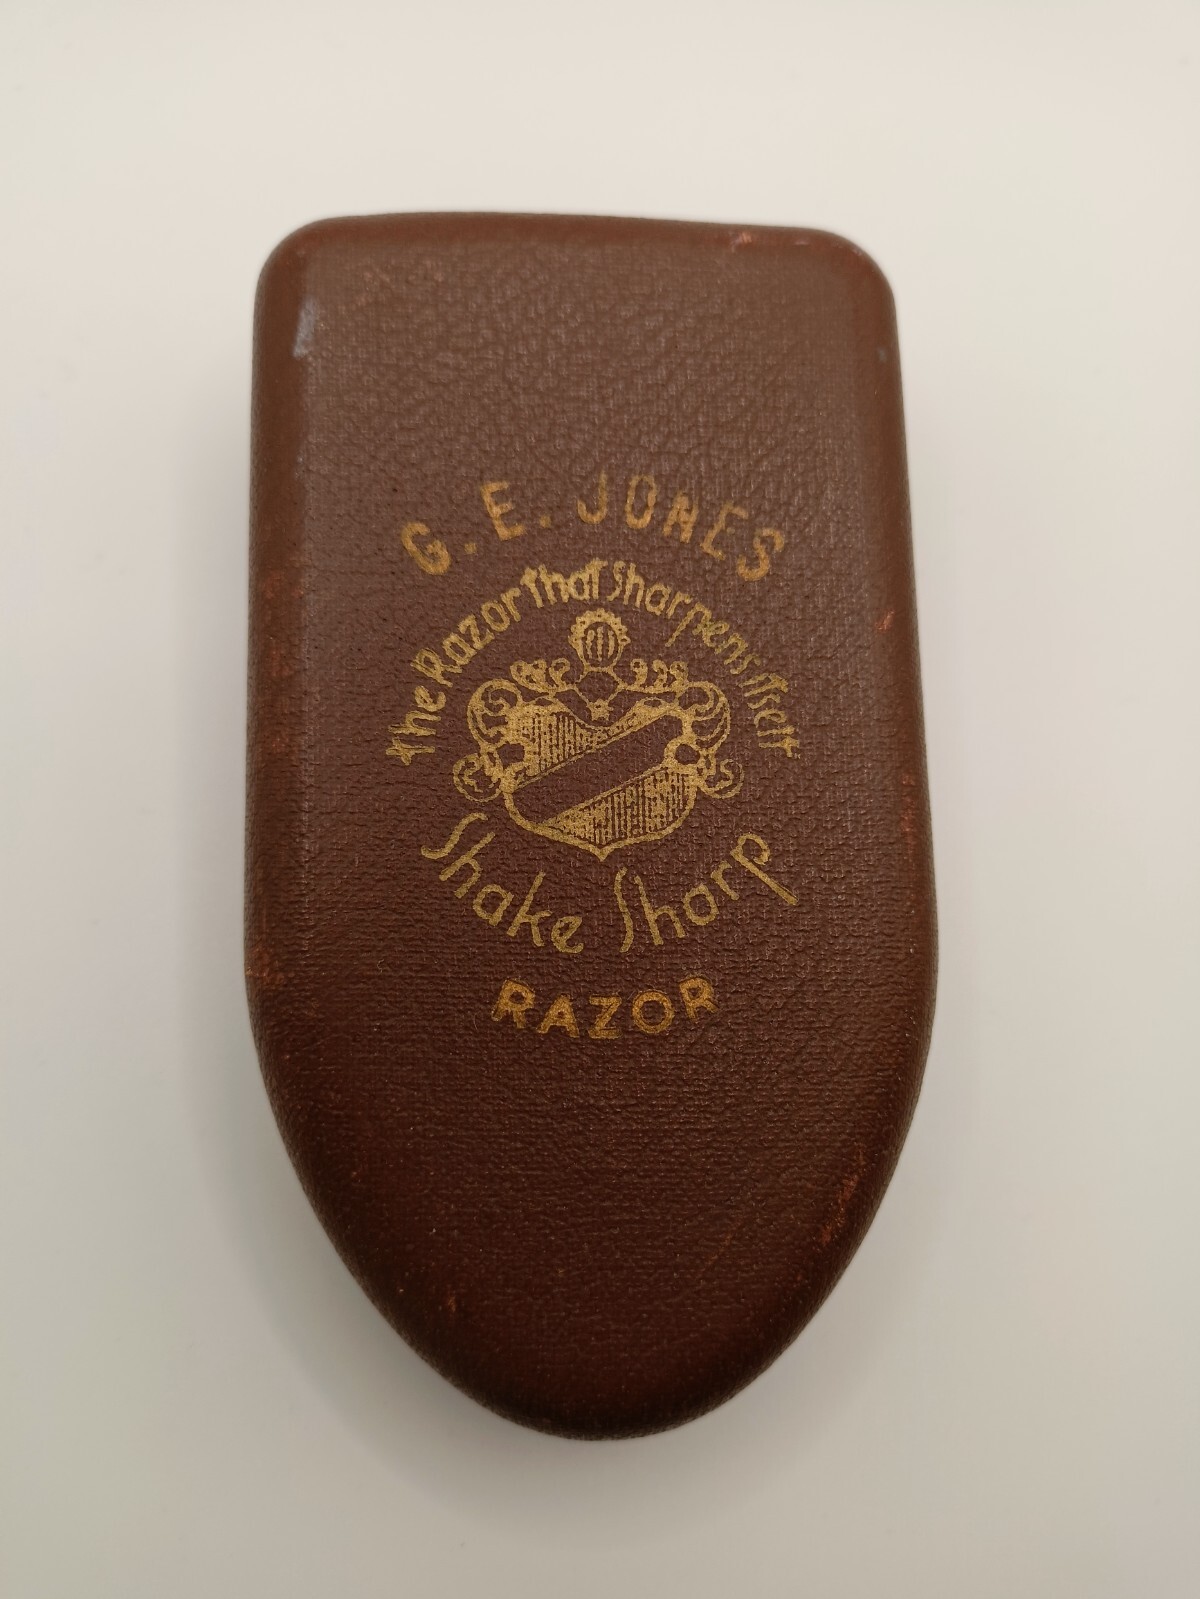 G. E. JONES
The Razor That Sharpens itself
Shake Sharp
RAZOR